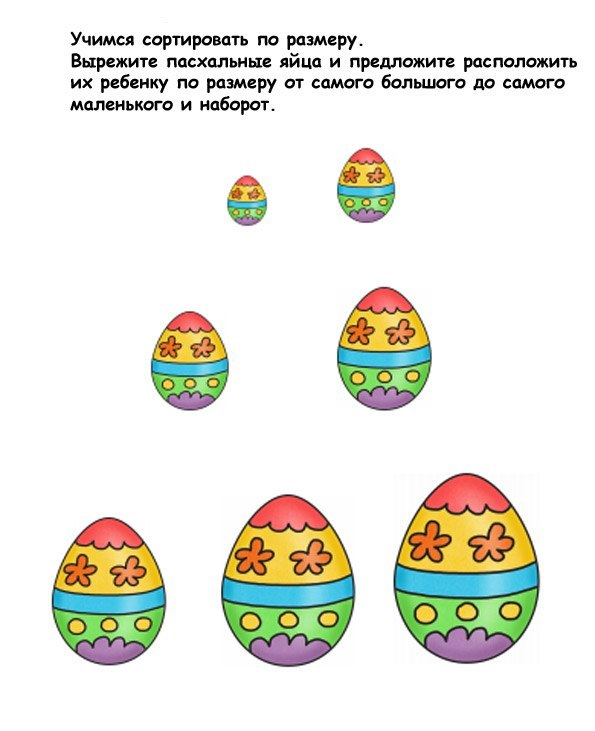 Учимся сортировать по размеру.
Вырежите пасхальные яйца и предложите расположить
их ребенку по размеру от самого большого до самого
маленького и наборот.